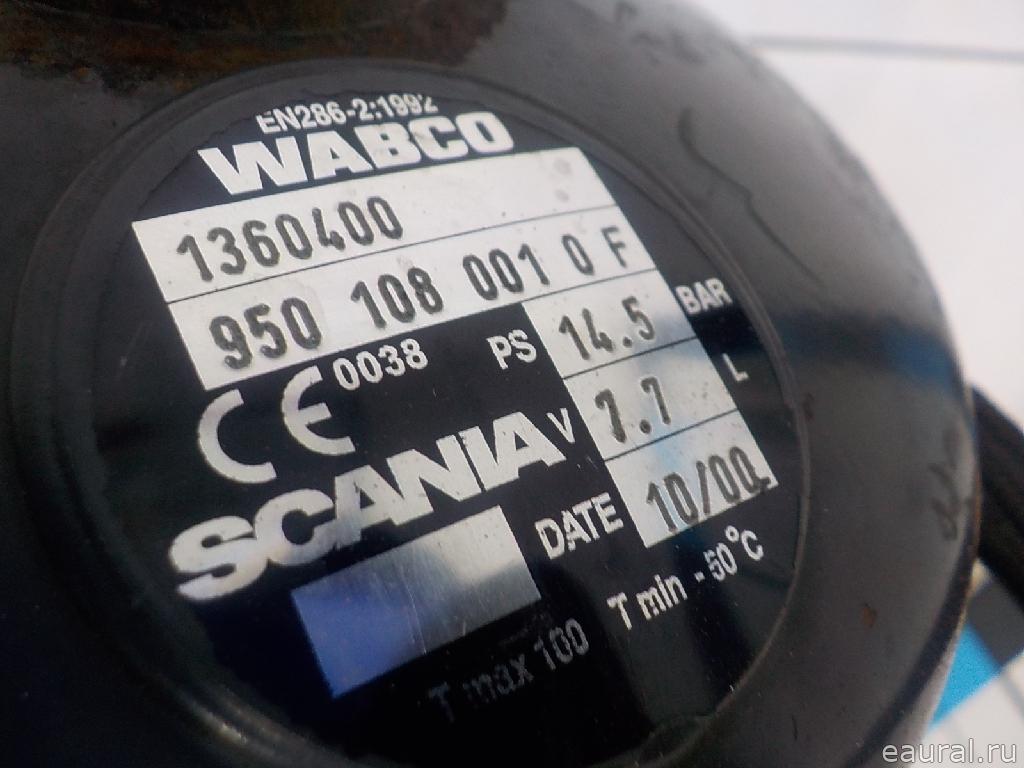 EN286-2:1992
WABCO
1360400
950 108 001 0 F
CE 0038 PS 14.5 BAR
SCANIA V 7.7 L
DATE 10/00
T min - 50°C
T max 100
eaural.ru